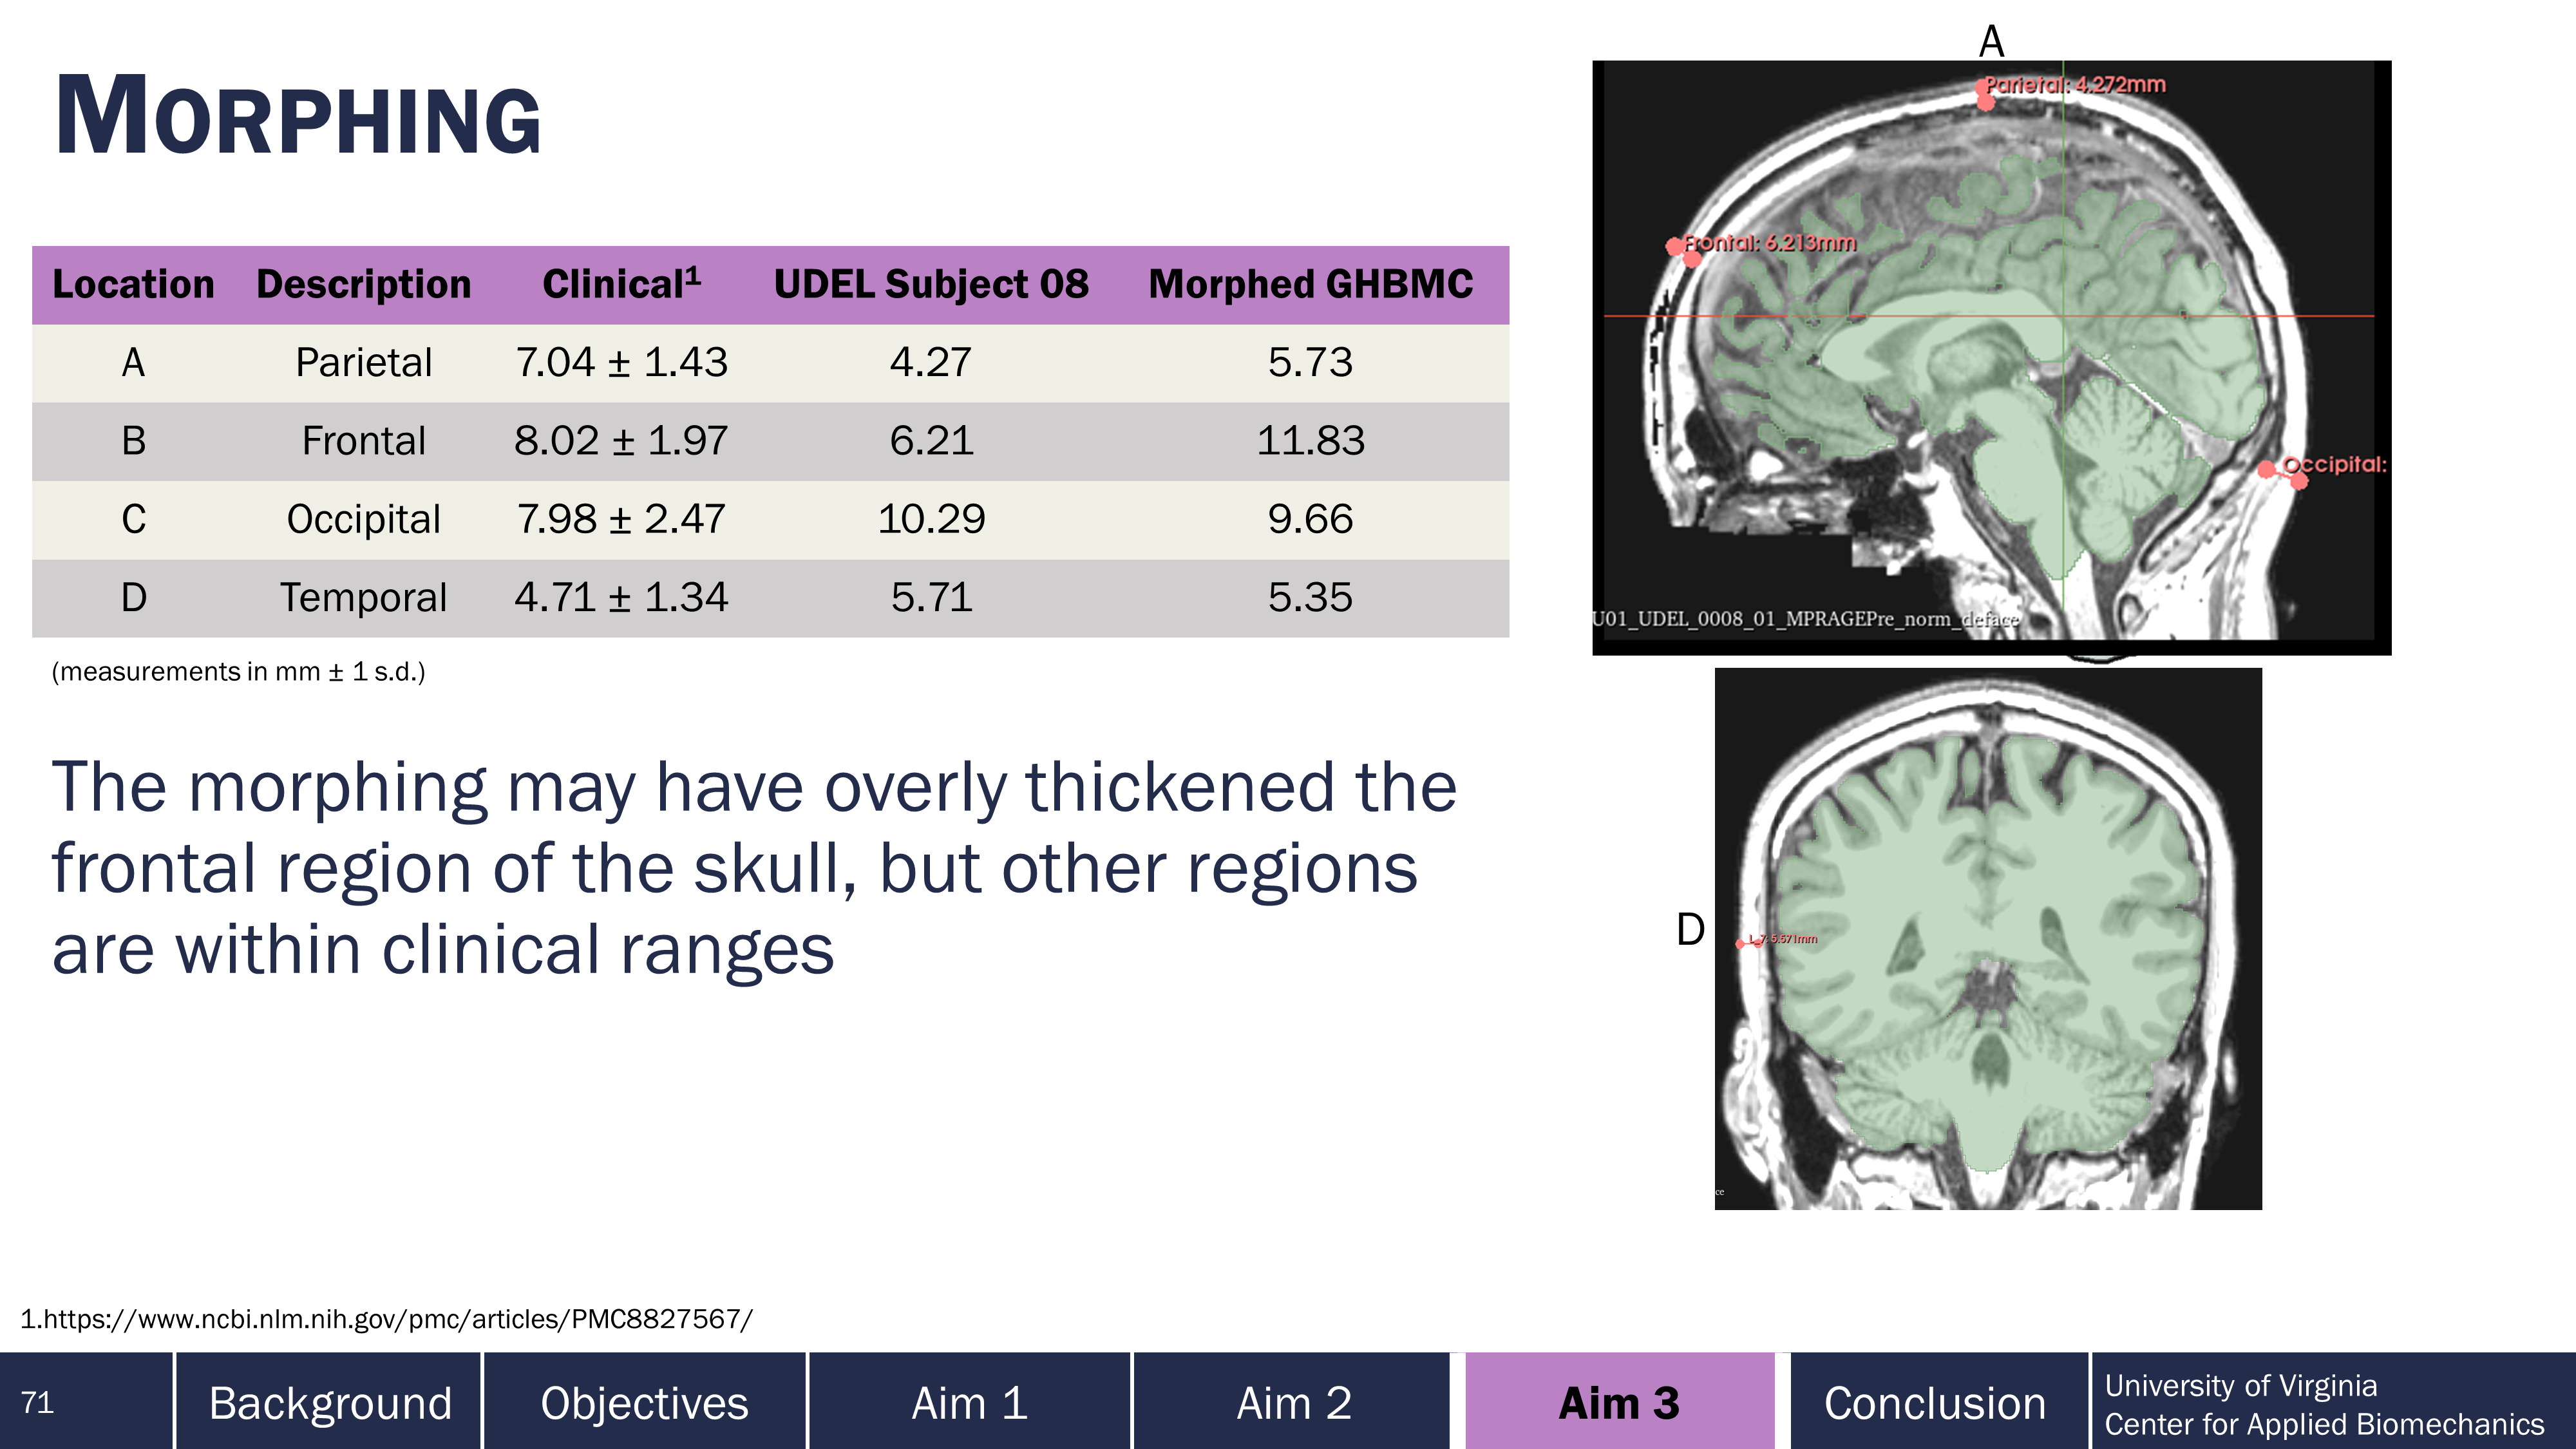 MORPHING
Location Description Clinical¹ UDEL Subject 08 Morphed GHBMC
A Parietal 7.04 ± 1.43 4.27 5.73
B Frontal 8.02 ± 1.97 6.21 11.83
C Occipital 7.98 ± 2.47 10.29 9.66
D Temporal 4.71 ± 1.34 5.71 5.35
(measurements in mm ± 1 s.d.)
The morphing may have overly thickened the
frontal region of the skull, but other regions
are within clinical ranges
A
Parietal: 4.272mm
Frontal: 6.213mm
Occipital:
U01_UDEL_0008_01_MPRAGEPre_norm_deface
D
ce
1.https://www.ncbi.nlm.nih.gov/pmc/articles/PMC8827567/
71
Background
Objectives
Aim 1
Aim 2
Aim 3
Conclusion
University of Virginia
Center for Applied Biomechanics